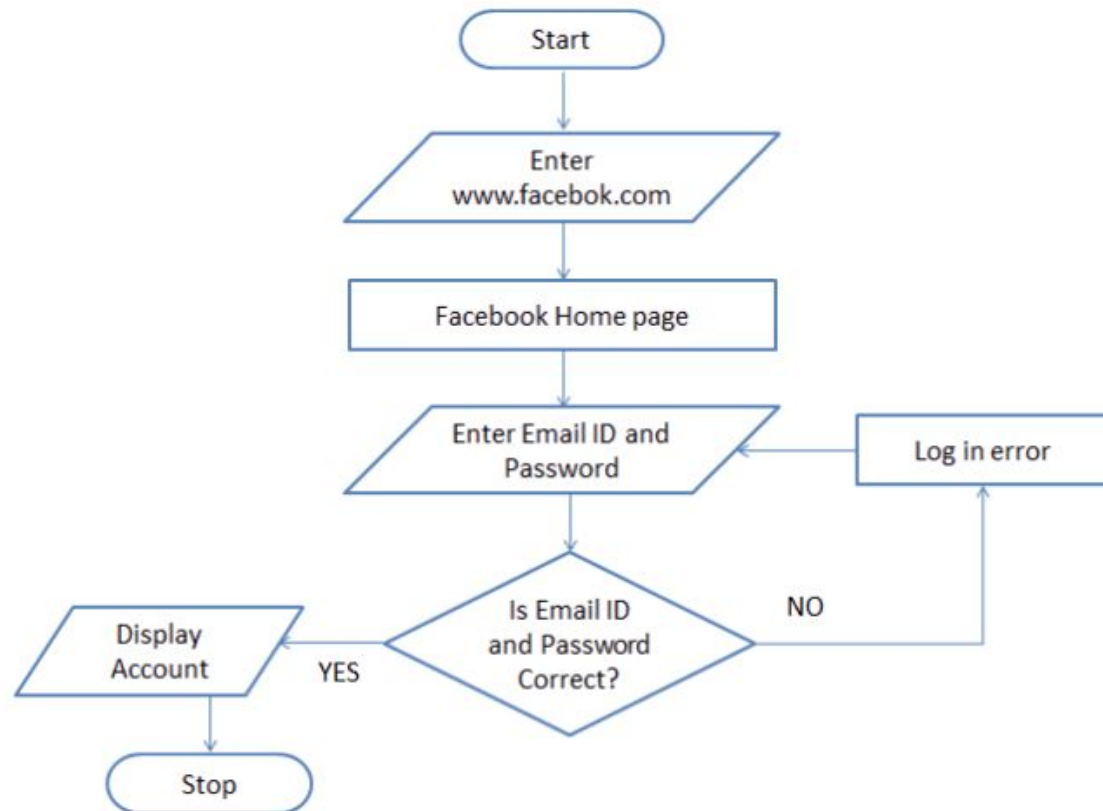 Start
Enter
www.facebok.com
Facebook Home page
Enter Email ID and
Password
Log in error
Is Email ID
and Password
Correct?
NO
YES
Display
Account
Stop